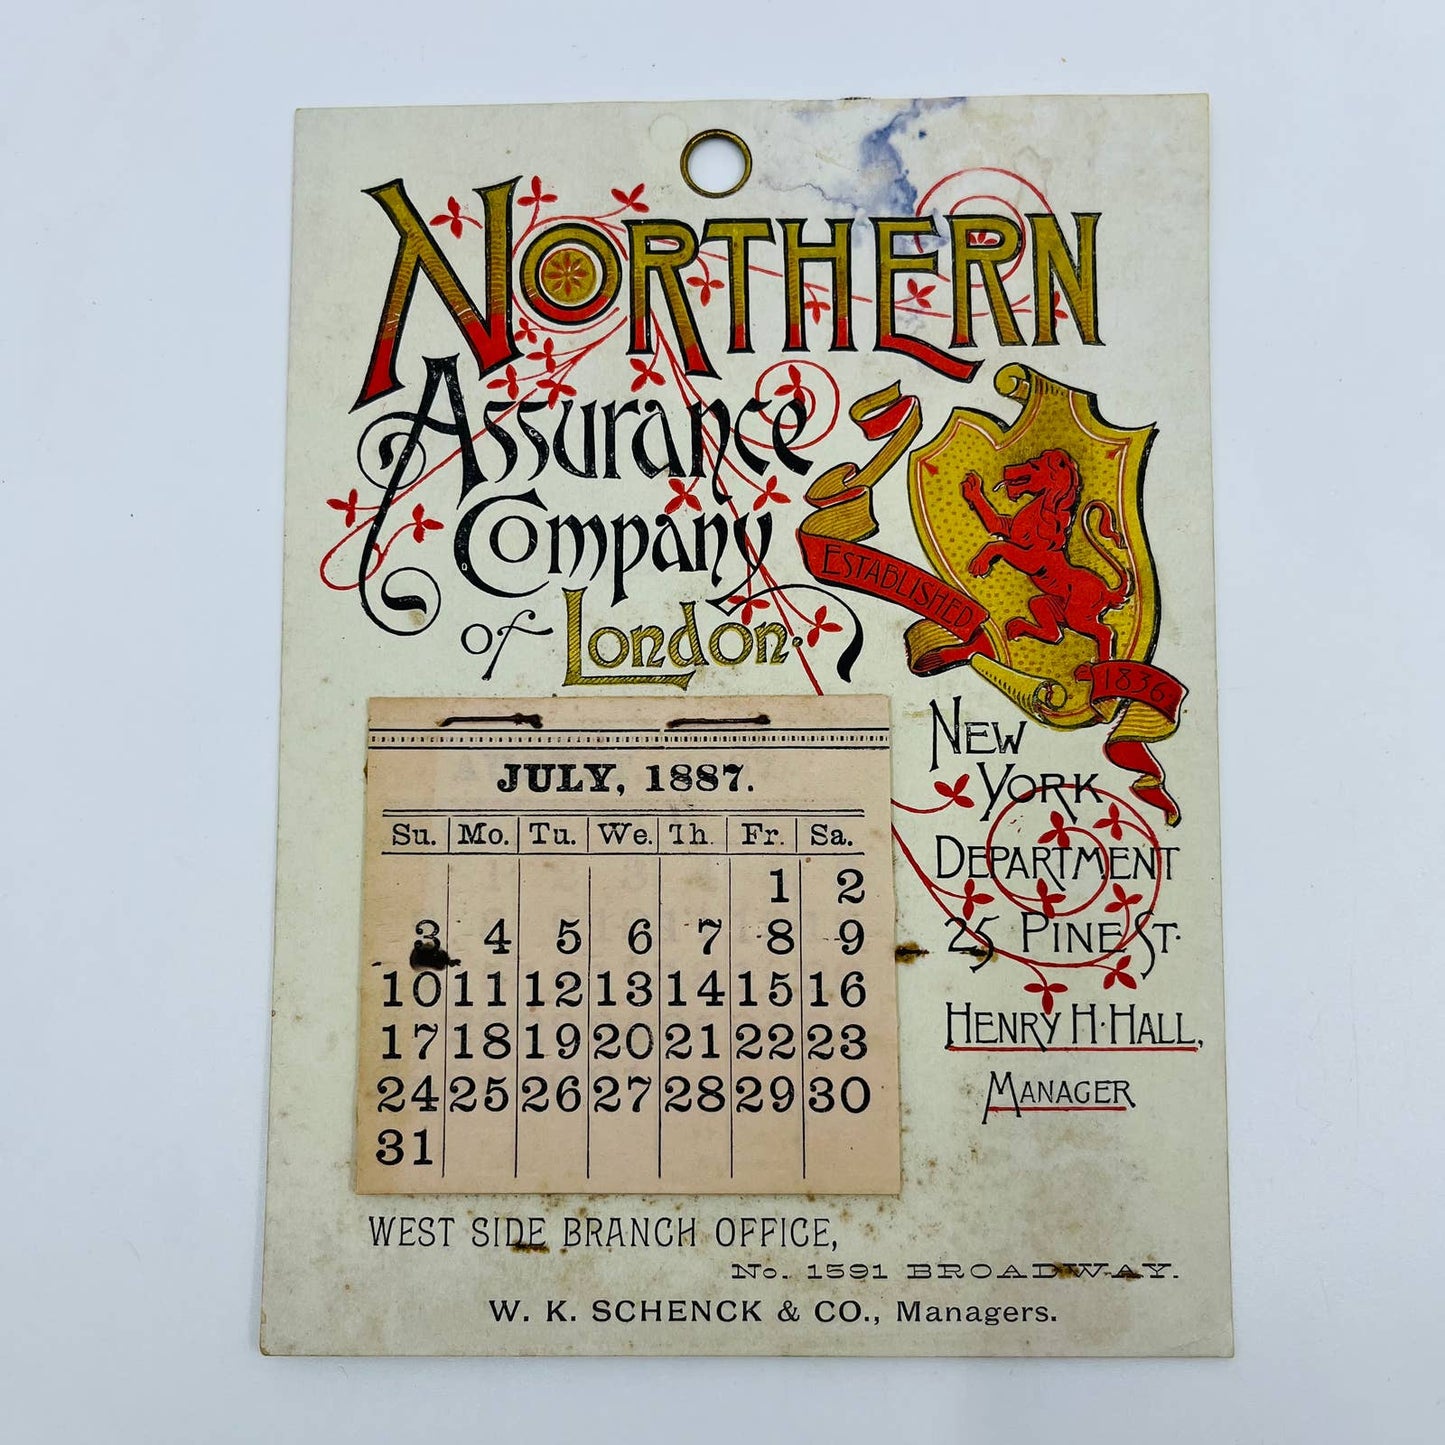 NORTHERN
Assurance
Company
of London.
ESTABLISHED
1836.
NEW
YORK
DEPARTMENT
25 PINE ST.
HENRY H. HALL,
MANAGER
JULY, 1887.
Su. Mo. Tu. We. Th. Fr. Sa.
1 2
3 4 5 6 7 8 9
10 11 12 13 14 15 16
17 18 19 20 21 22 23
24 25 26 27 28 29 30
31
WEST SIDE BRANCH OFFICE,
No. 1591 BROADWAY.
W. K. SCHENCK & CO., Managers.